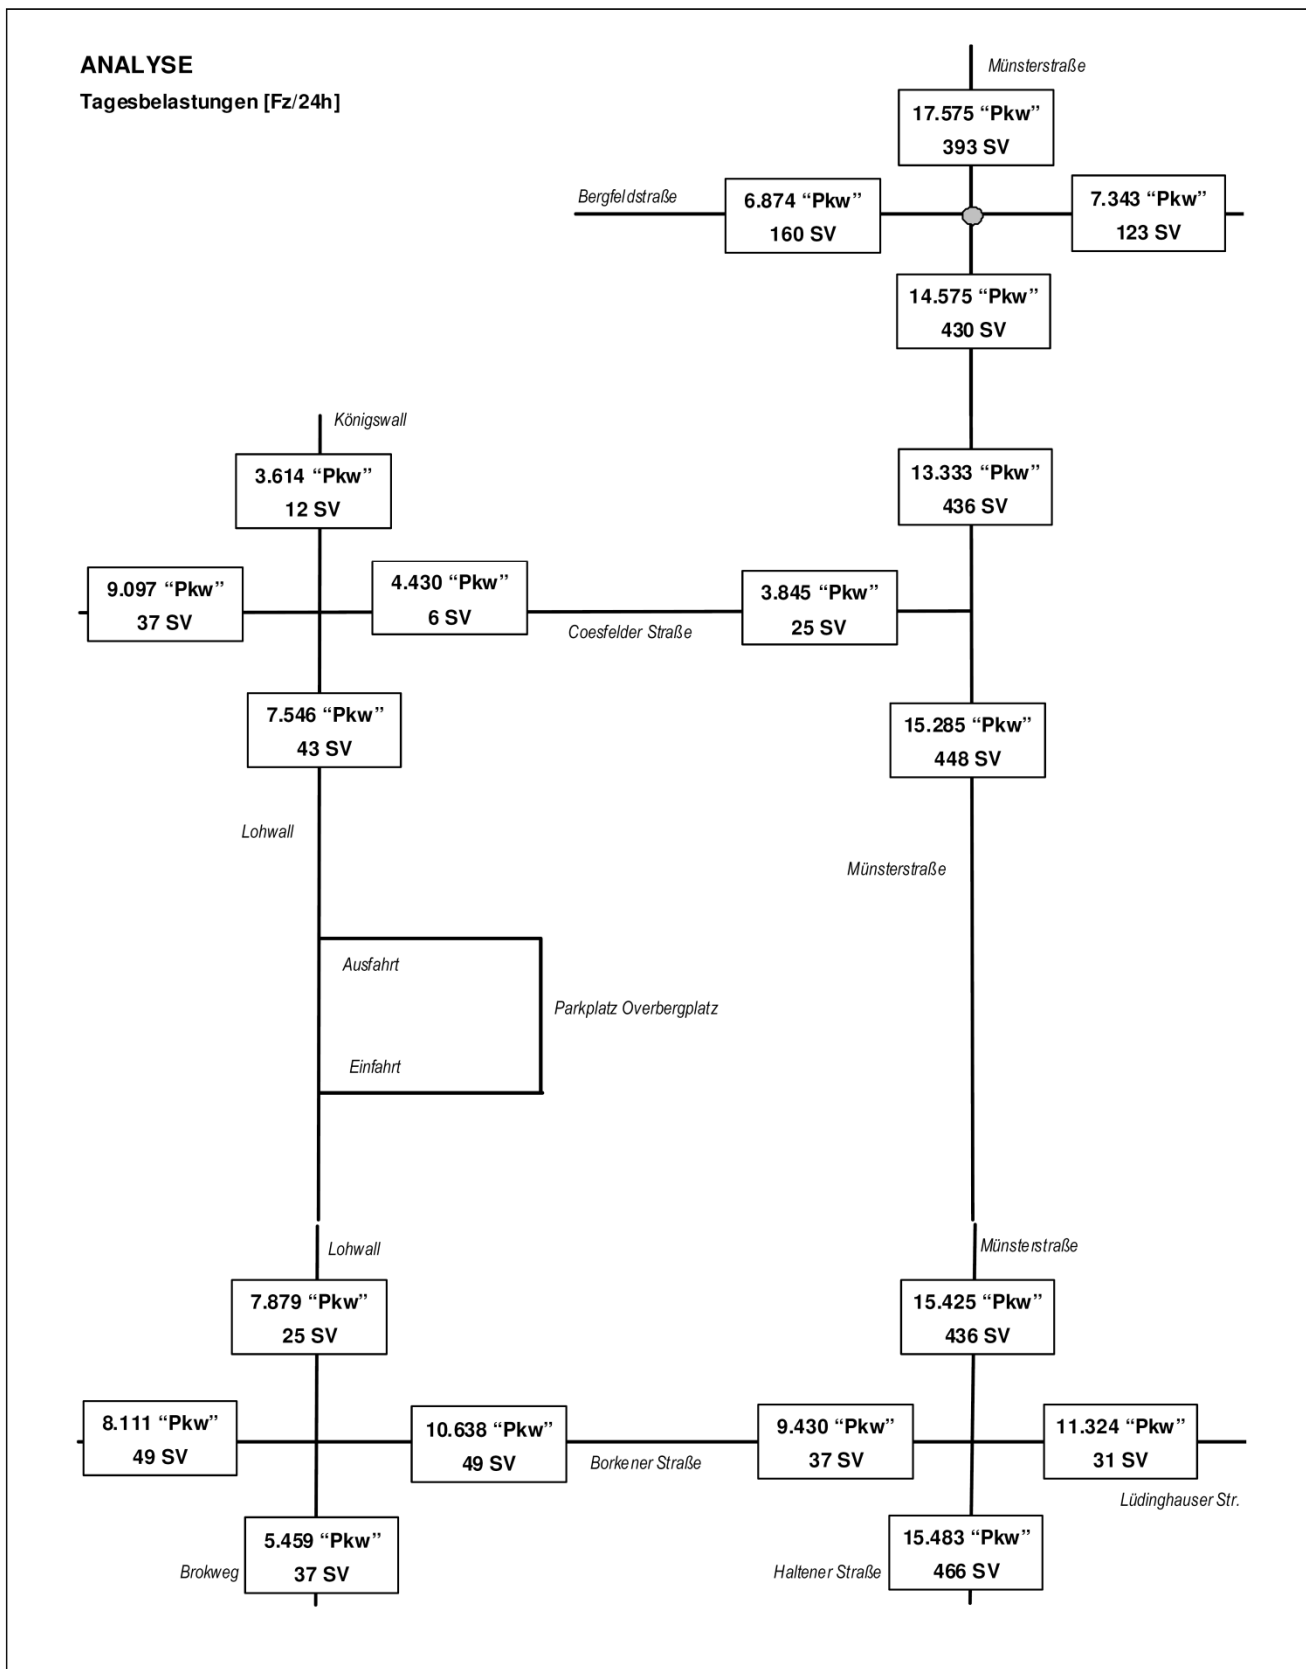 ANALYSE
Tagesbelastungen [Fz/24h]
Münsterstraße
17.575 “Pkw”
393 SV
Bergfeldstraße
6.874 “Pkw”
160 SV
7.343 “Pkw”
123 SV
14.575 “Pkw”
430 SV
Königswall
3.614 “Pkw”
12 SV
13.333 “Pkw”
436 SV
9.097 “Pkw”
37 SV
4.430 “Pkw”
6 SV
Coesfelder Straße
3.845 “Pkw”
25 SV
7.546 “Pkw”
43 SV
15.285 “Pkw”
448 SV
Lohwall
Münsterstraße
Ausfahrt
Parkplatz Overbergplatz
Einfahrt
Lohwall
Münsterstraße
7.879 “Pkw”
25 SV
15.425 “Pkw”
436 SV
8.111 “Pkw”
49 SV
10.638 “Pkw”
49 SV
Borkener Straße
9.430 “Pkw”
37 SV
11.324 “Pkw”
31 SV
Lüdinghauser Str.
Brokweg
5.459 “Pkw”
37 SV
Haltener Straße
15.483 “Pkw”
466 SV